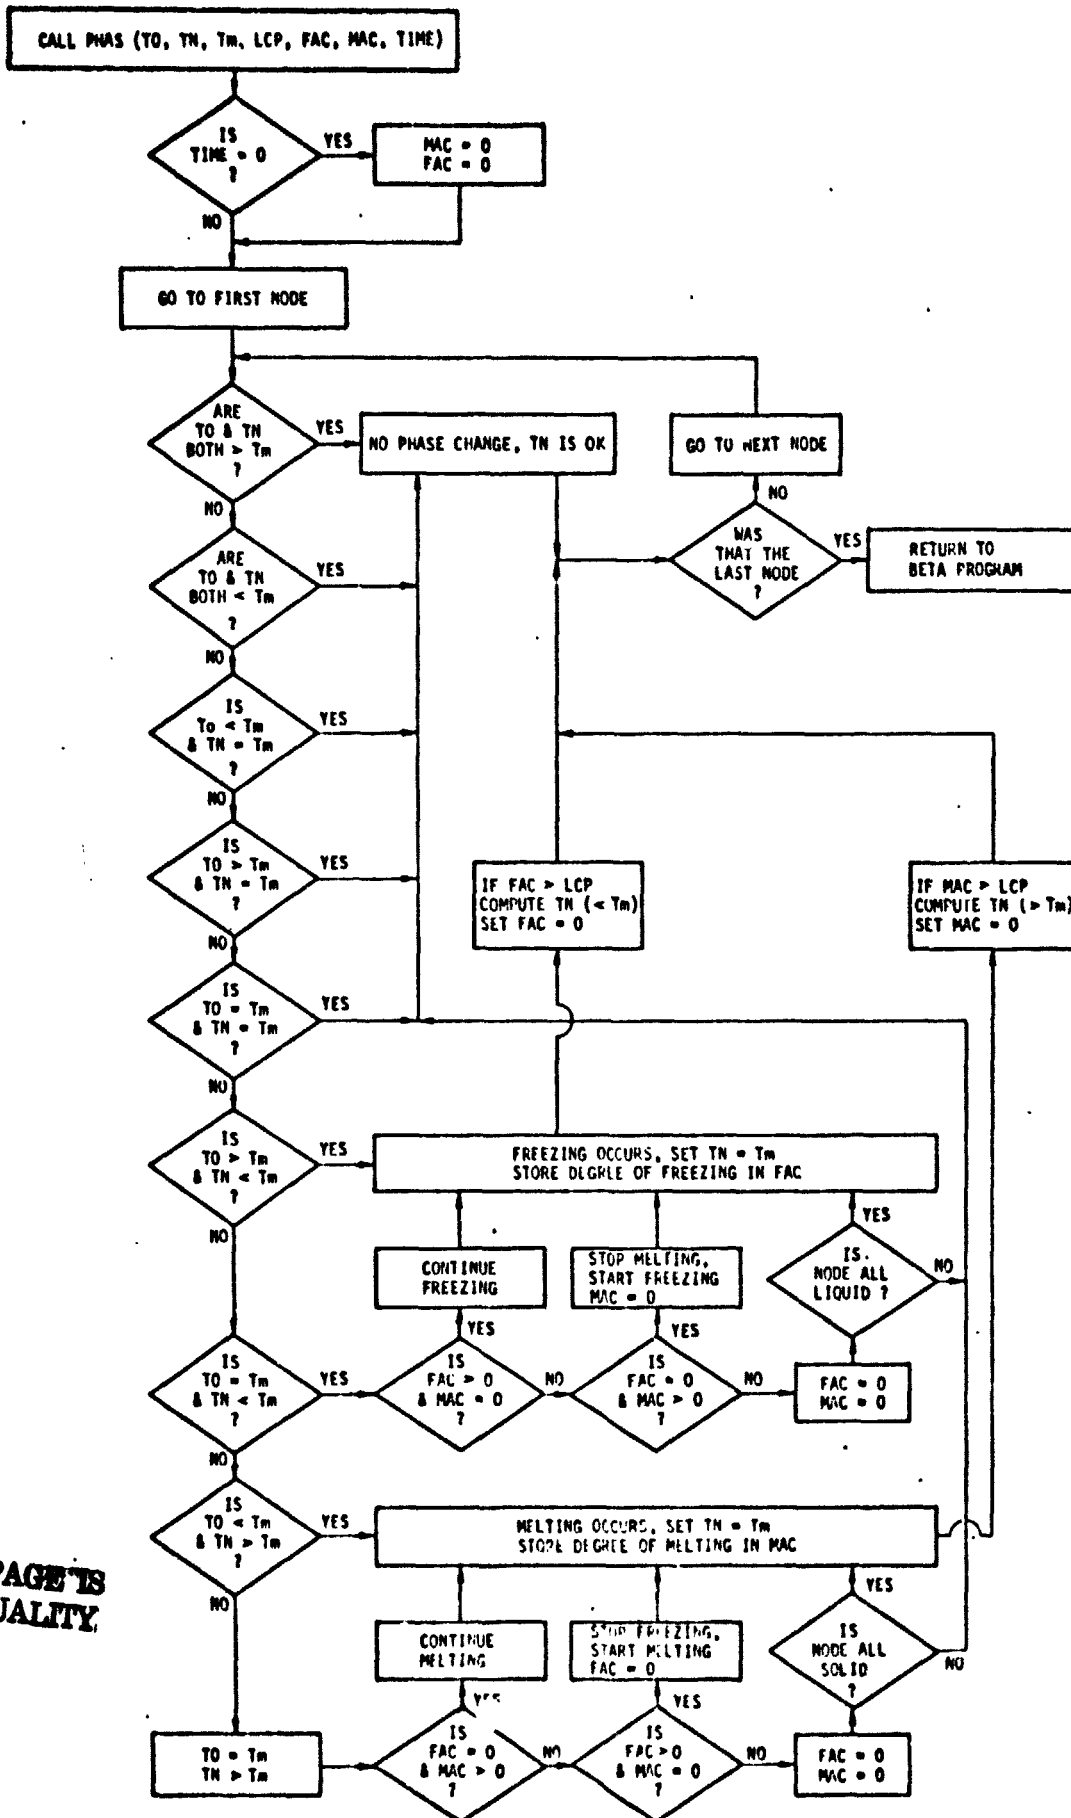 CALL PHAS (TO, TN, Tm, LCP, FAC, MAC, TIME)
IS
TIME = 0
?
YES
MAC = 0
FAC = 0
NO
GO TO FIRST NODE
ARE
TO & TN
BOTH > Tm
?
YES
NO PHASE CHANGE, TN IS OK
GO TO NEXT NODE
NO
NO
WAS
THAT THE
LAST NODE
?
YES
RETURN TO
BETA PROGRAM
ARE
TO & TN
BOTH < Tm
?
YES
NO
IS
To < Tm
& TN = Tm
?
YES
NO
IS
TO > Tm
& TN = Tm
?
YES
NO
IF FAC > LCP
COMPUTE TN (< Tm)
SET FAC = 0
IF MAC > LCP
COMPUTE TN (> Tm)
SET MAC = 0
IS
TO = Tm
& TN = Tm
?
YES
NO
IS
TO > Tm
& TN < Tm
?
YES
NO
FREEZING OCCURS, SET TN = Tm
STORE DEGREE OF FREEZING IN FAC
CONTINUE
FREEZING
YES
STOP MELTING,
START FREEZING
MAC = 0
YES
YES
IS
NODE ALL
LIQUID ?
NO
IS
TO = Tm
& TN < Tm
?
YES
NO
IS
FAC > 0
& MAC = 0
?
NO
IS
FAC = 0
& MAC > 0
?
NO
FAC = 0
MAC = 0
IS
TO < Tm
& TN > Tm
?
YES
NO
MELTING OCCURS, SET TN = Tm
STORE DEGREE OF MELTING IN MAC
PAGE IS
UALITY
CONTINUE
MELTING
YES
STOP FREEZING,
START MELTING
FAC = 0
YES
YES
IS
NODE ALL
SOLID
?
NO
TO = Tm
TN > Tm
IS
FAC = 0
& MAC > 0
?
NO
IS
FAC > 0
& MAC = 0
?
NO
FAC = 0
MAC = 0